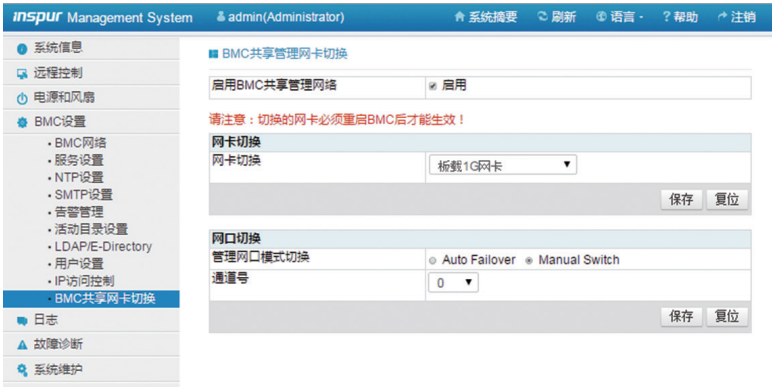 inspur Management System admin(Administrator) 系统摘要 刷新 语言 ? 帮助 注销
系统信息
远程控制
电源和风扇
BMC设置
BMC网络
服务设置
NTP设置
SMTP设置
告警管理
活动目录设置
LDAP/E-Directory
用户设置
IP访问控制
BMC共享网卡切换
日志
故障诊断
系统维护
BMC共享管理网卡切换
启用BMC共享管理网络 启用
请注意：切换的网卡必须重启BMC后才能生效！
网卡切换
网卡切换 板载1G网卡
保存 复位
网口切换
管理网口模式切换 Auto Failover Manual Switch
通道号 0
保存 复位